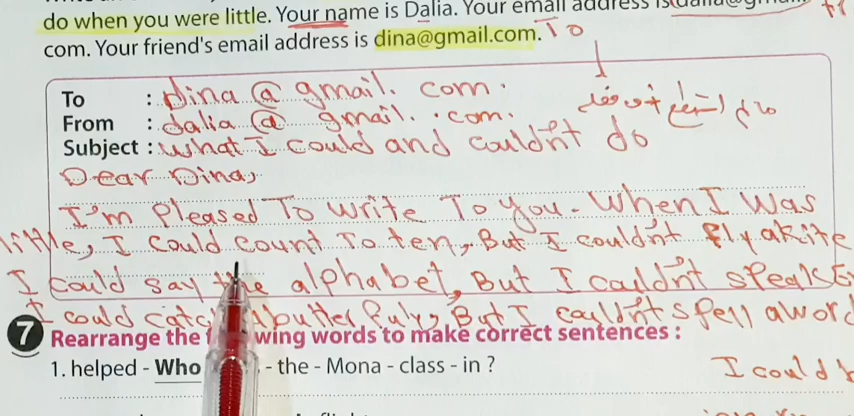 do when you were little. Your name is Dalia. Your email address is dalia@gm
com. Your friend's email address is dina@gmail.com. To
To : Dina @ gmail. com.
From : dalia @ gmail. .com.
Subject : What I could and couldn't do
Dear Dina,
I'm pleased To write To you. When I was
little, I could count To ten, But I couldn't fly a kite
I could say the alphabet, But I couldn't speak E
I could catch a butterfuly, But I couldn't spell a word
7 Rearrange the wing words to make correct sentences :
1. helped - Who - the - Mona - class - in ?
I could